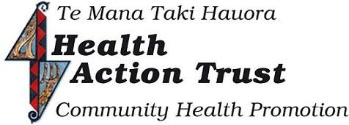 Te Mana Taki Hauora
Health
Action Trust
Community Health Promotion